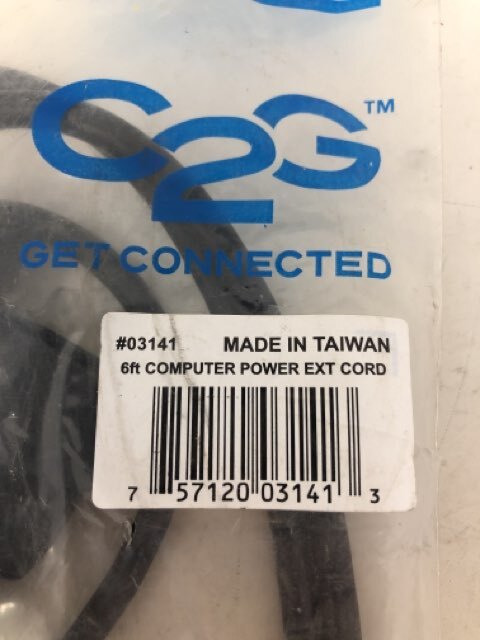 C2G™
GET CONNECTED
#03141 MADE IN TAIWAN
6ft COMPUTER POWER EXT CORD
7 57120 03141 3